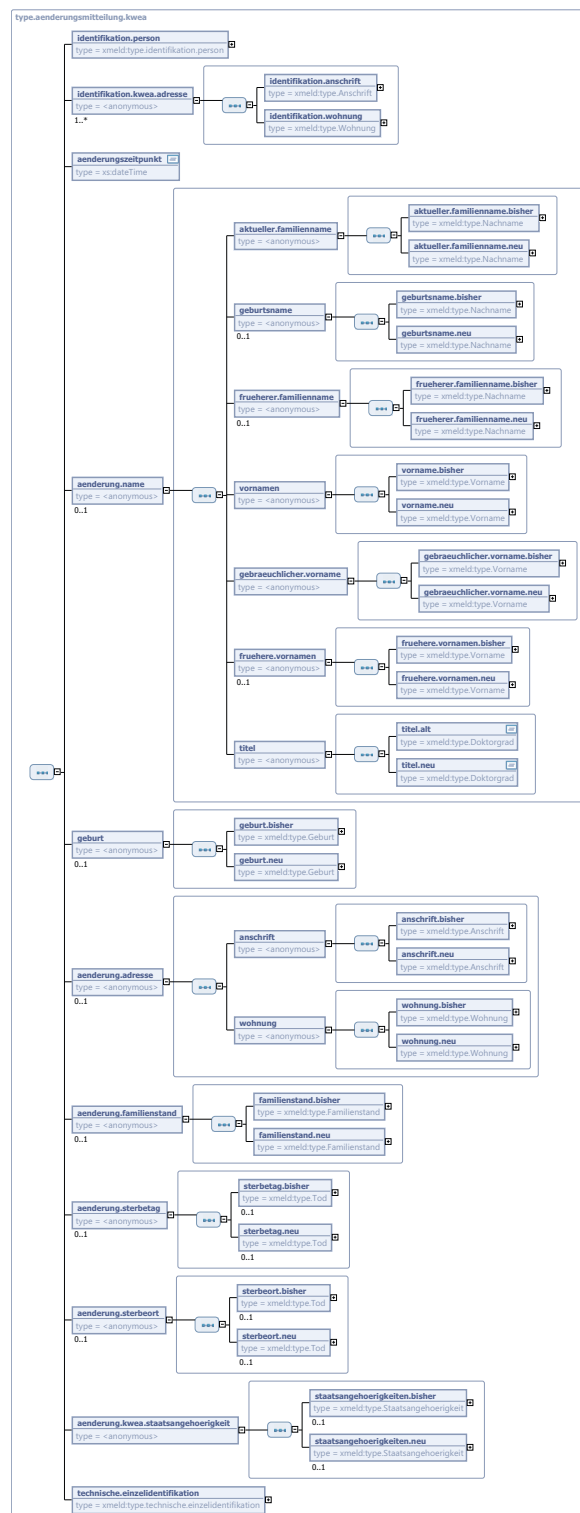 type.aenderungsmitteilung.kwea
identifikation.person
type = xmeld:type.identifikation.person
identifikation.kwea.adresse
type = <anonymous>
1..*
identifikation.anschrift
type = xmeld:type.Anschrift
identifikation.wohnung
type = xmeld:type.Wohnung
aenderungszeitpunkt
type = xs:dateTime
aenderung.name
type = <anonymous>
0..1
aktueller.familienname
type = <anonymous>
aktueller.familienname.bisher
type = xmeld:type.Nachname
aktueller.familienname.neu
type = xmeld:type.Nachname
geburtsname
type = <anonymous>
0..1
geburtsname.bisher
type = xmeld:type.Nachname
geburtsname.neu
type = xmeld:type.Nachname
frueherer.familienname
type = <anonymous>
0..1
frueherer.familienname.bisher
type = xmeld:type.Nachname
frueherer.familienname.neu
type = xmeld:type.Nachname
vornamen
type = <anonymous>
vorname.bisher
type = xmeld:type.Vorname
vorname.neu
type = xmeld:type.Vorname
gebraeuchlicher.vorname
type = <anonymous>
gebraeuchlicher.vorname.bisher
type = xmeld:type.Vorname
gebraeuchlicher.vorname.neu
type = xmeld:type.Vorname
fruehere.vornamen
type = <anonymous>
0..1
fruehere.vornamen.bisher
type = xmeld:type.Vorname
fruehere.vornamen.neu
type = xmeld:type.Vorname
titel
type = <anonymous>
titel.alt
type = xmeld:type.Doktorgrad
titel.neu
type = xmeld:type.Doktorgrad
geburt
type = <anonymous>
0..1
geburt.bisher
type = xmeld:type.Geburt
geburt.neu
type = xmeld:type.Geburt
aenderung.adresse
type = <anonymous>
0..1
anschrift
type = <anonymous>
anschrift.bisher
type = xmeld:type.Anschrift
anschrift.neu
type = xmeld:type.Anschrift
wohnung
type = <anonymous>
wohnung.bisher
type = xmeld:type.Wohnung
wohnung.neu
type = xmeld:type.Wohnung
aenderung.familienstand
type = <anonymous>
0..1
familienstand.bisher
type = xmeld:type.Familienstand
familienstand.neu
type = xmeld:type.Familienstand
aenderung.sterbetag
type = <anonymous>
0..1
sterbetag.bisher
type = xmeld:type.Tod
0..1
sterbetag.neu
type = xmeld:type.Tod
0..1
aenderung.sterbeort
type = <anonymous>
0..1
sterbeort.bisher
type = xmeld:type.Tod
0..1
sterbeort.neu
type = xmeld:type.Tod
0..1
aenderung.kwea.staatsangehoerigkeit
type = <anonymous>
staatsangehoerigkeiten.bisher
type = xmeld:type.Staatsangehoerigkeit
0..1
staatsangehoerigkeiten.neu
type = xmeld:type.Staatsangehoerigkeit
0..1
technische.einzelidentifikation
type = xmeld:type.technische.einzelidentifikation